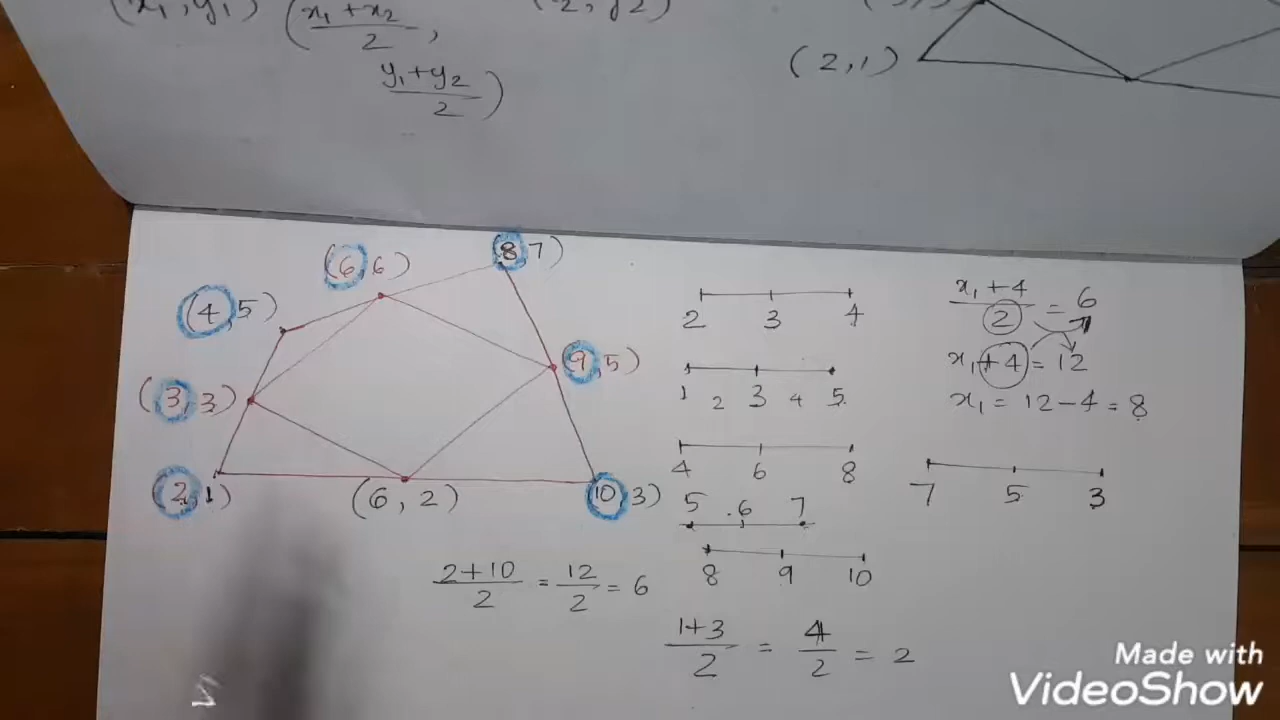 (x₁, y₁) (x₁ + x₂ / 2 ,
y₁ + y₂ / 2 )
(2, 1)
(8 7)
(6, 6)
(4, 5)
(9, 5)
(3, 3)
(2, 1)
(6, 2)
(10, 3)
2 3 4
1 2 3 4 5
4 6 8
5 .6 7
8 9 10
2+10 / 2 = 12 / 2 = 6
1+3 / 2 = 4 / 2 = 2
x₁ + 4 / 2 = 6
x₁ + 4 = 12
x₁ = 12 - 4 = 8
7 5 3
Made with
VideoShow